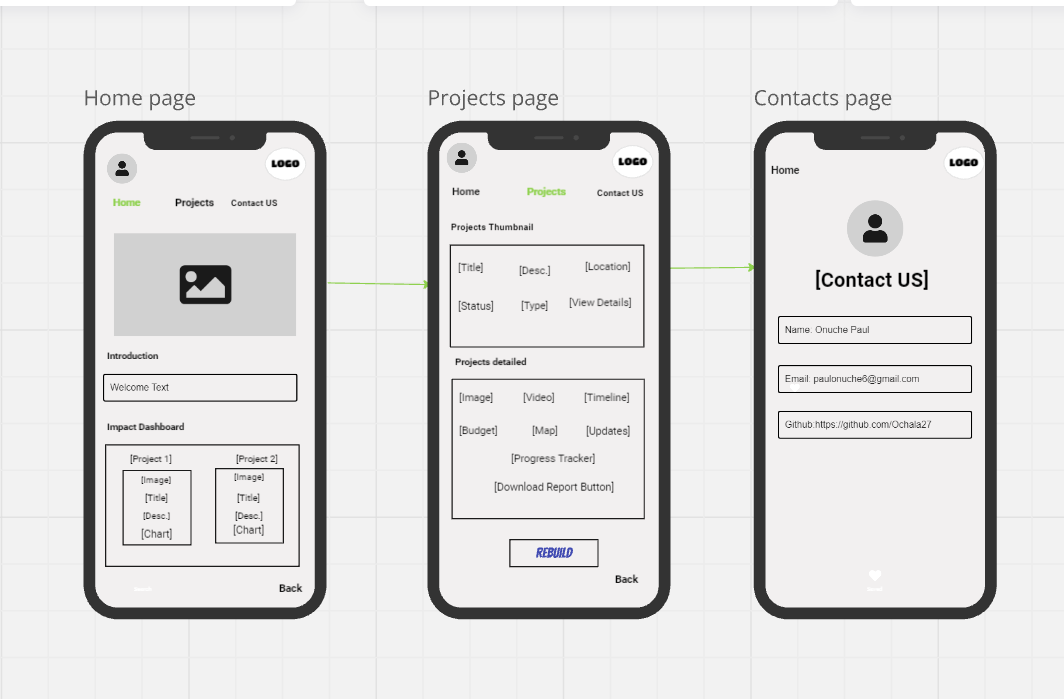 Home page
LOGO
Home Projects Contact US
Introduction
Welcome Text
Impact Dashboard
[Project 1] [Project 2]
[Image] [Image]
[Title] [Title]
[Desc.] [Desc.]
[Chart] [Chart]
Back
Projects page
LOGO
Home Projects Contact US
Projects Thumbnail
[Title] [Desc.] [Location]
[Status] [Type] [View Details]
Projects detailed
[Image] [Video] [Timeline]
[Budget] [Map] [Updates]
[Progress Tracker]
[Download Report Button]
REBUILD
Back
Contacts page
LOGO
Home
[Contact US]
Name: Onuche Paul
Email: paulonuche6@gmail.com
Github:https://github.com/Ochala27